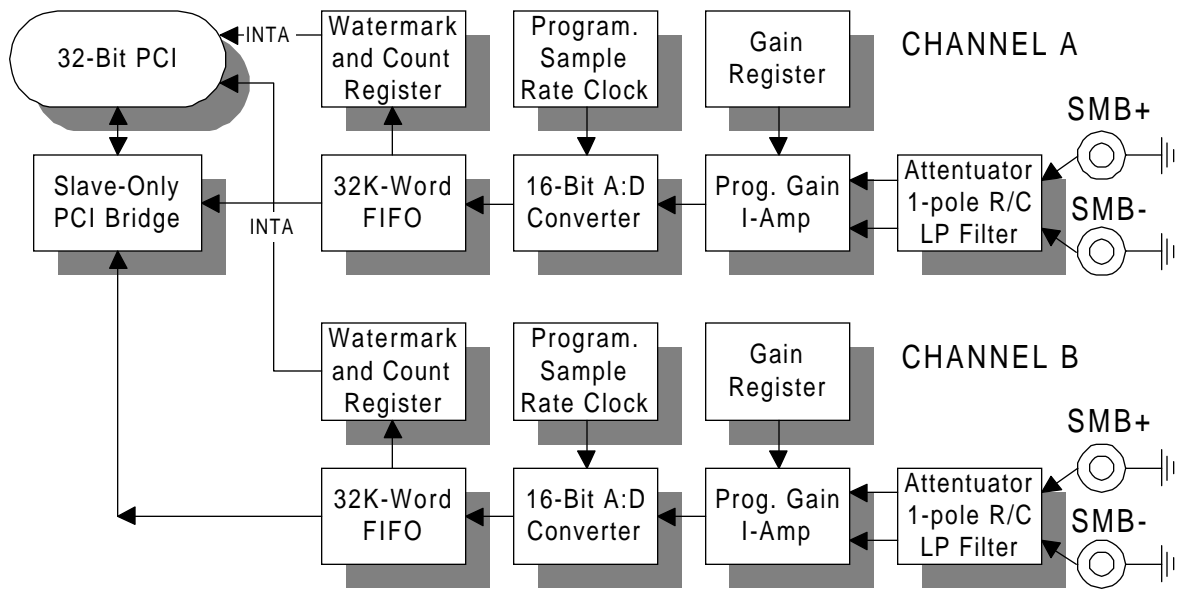 32-Bit PCI
INTA
Watermark
and Count
Register
Program.
Sample
Rate Clock
Gain
Register
CHANNEL A
SMB+
Slave-Only
PCI Bridge
INTA
32K-Word
FIFO
16-Bit A:D
Converter
Prog. Gain
I-Amp
Attentuator
1-pole R/C
LP Filter
SMB-
Watermark
and Count
Register
Program.
Sample
Rate Clock
Gain
Register
CHANNEL B
SMB+
32K-Word
FIFO
16-Bit A:D
Converter
Prog. Gain
I-Amp
Attentuator
1-pole R/C
LP Filter
SMB-